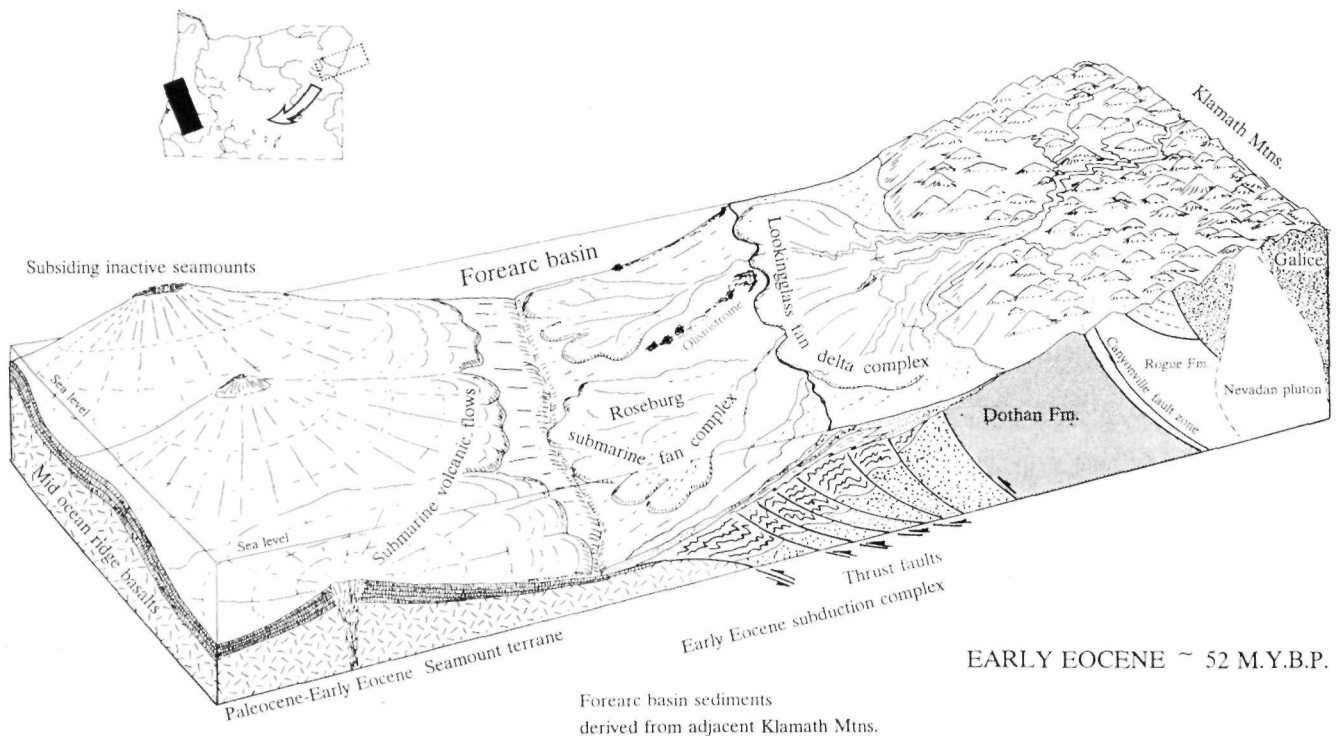 Klamath Mtns.
Subsiding inactive seamounts
Forearc basin
Lookingglass fan
delta complex
Galice
Sea level
Olistostrome
Canyonville fault zone
Rogue Fm.
Nevadan pluton
Submarine volcanic flows
Roseburg
submarine fan complex
Dothan Fm.
Mid ocean ridge basalts
Sea level
Thrust faults
Early Eocene subduction complex
Paleocene-Early Eocene Seamount terrane
EARLY EOCENE ~ 52 M.Y.B.P.
Forearc basin sediments
derived from adjacent Klamath Mtns.